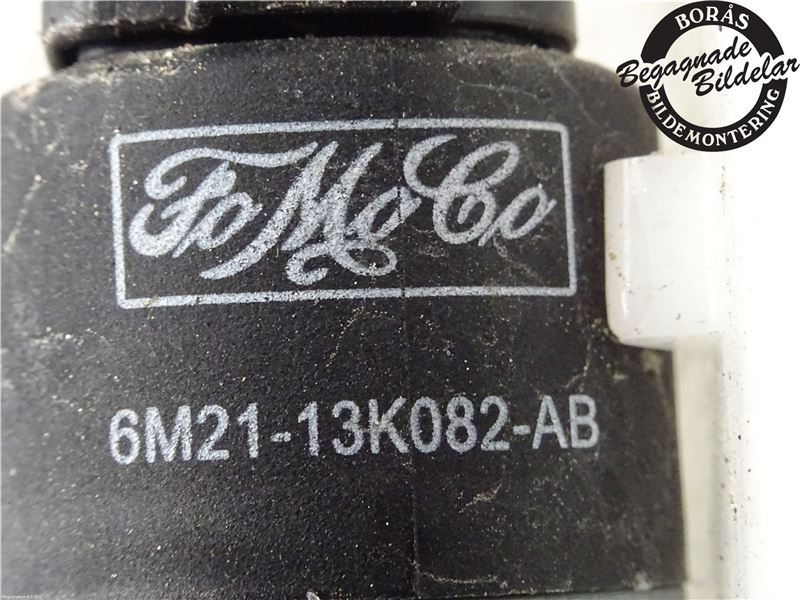 BORÅS
Begagnade
Bildelar
BILDEMONTERING
FoMoCo
6M21-13K082-AB